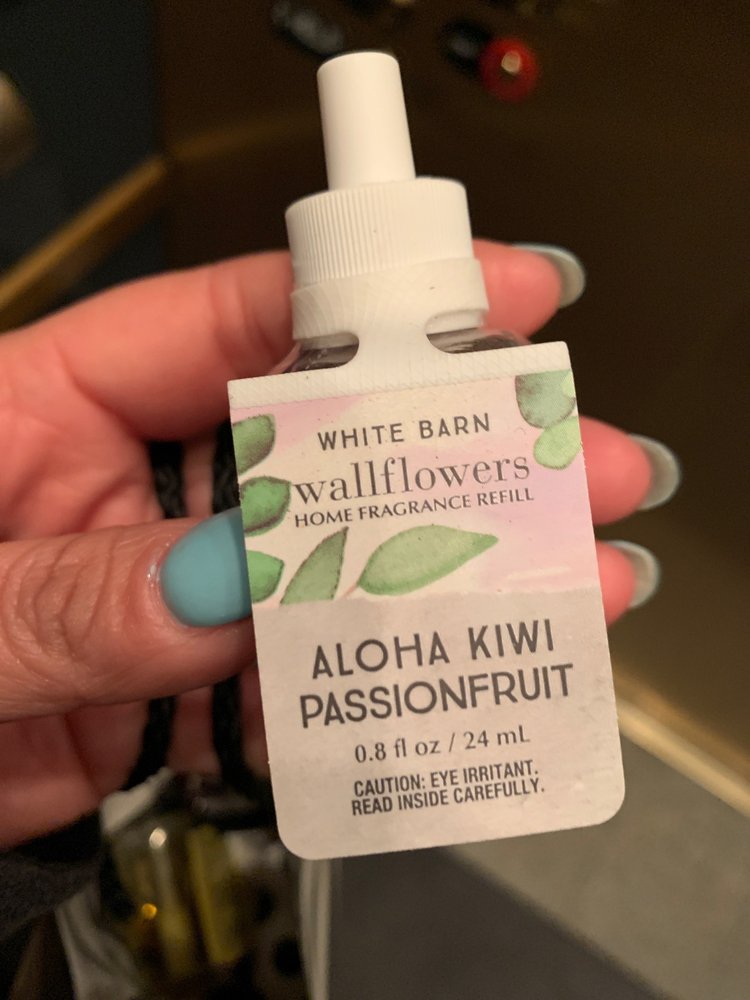 WHITE BARN
wallflowers
HOME FRAGRANCE REFILL
ALOHA KIWI
PASSIONFRUIT
0.8 fl oz / 24 mL
CAUTION: EYE IRRITANT.
READ INSIDE CAREFULLY.